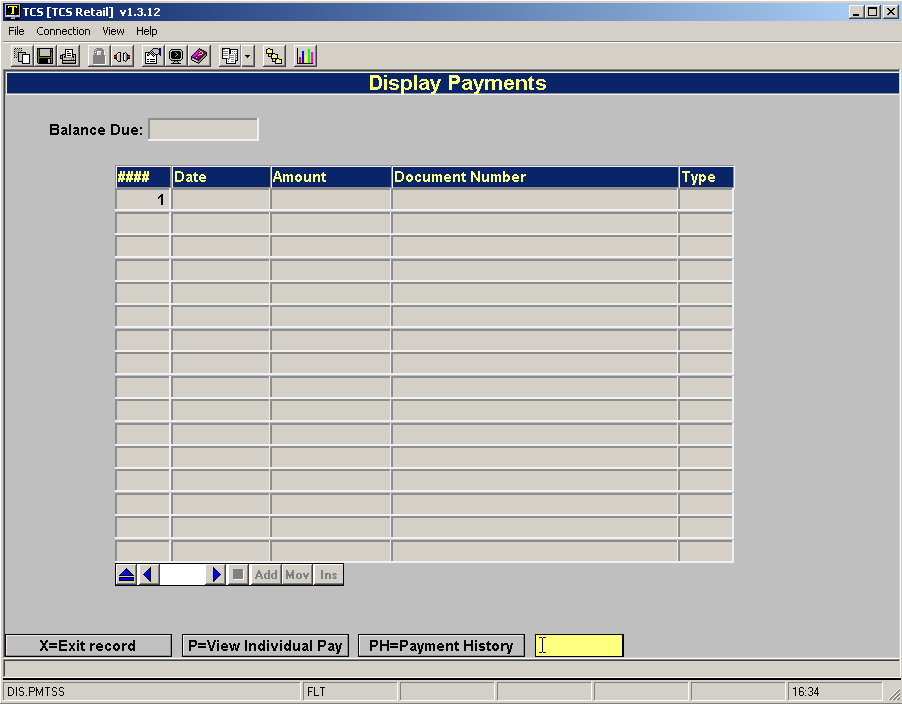 TCS [TCS Retail] v1.3.12
File Connection View Help
Display Payments
Balance Due:
#### Date Amount Document Number Type
1
Add Mov Ins
X=Exit record P=View Individual Pay PH=Payment History
DIS.PMTSS FLT 16:34